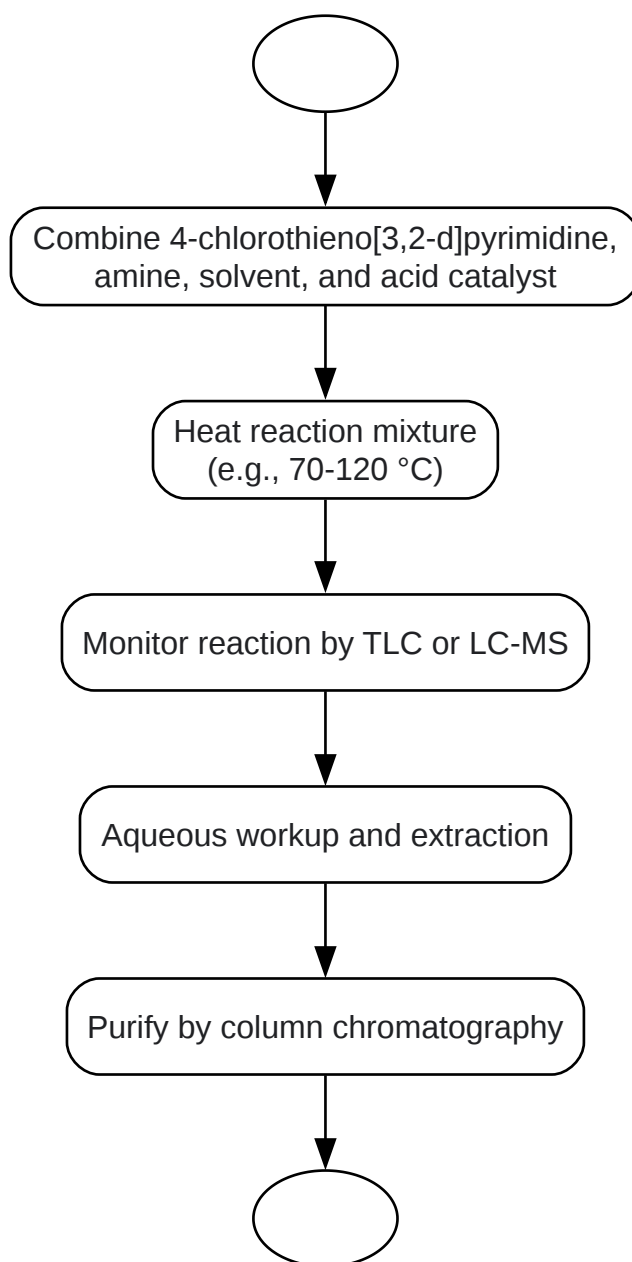 Combine 4-chlorothieno[3,2-d]pyrimidine,
amine, solvent, and acid catalyst
Heat reaction mixture
(e.g., 70-120 °C)
Monitor reaction by TLC or LC-MS
Aqueous workup and extraction
Purify by column chromatography